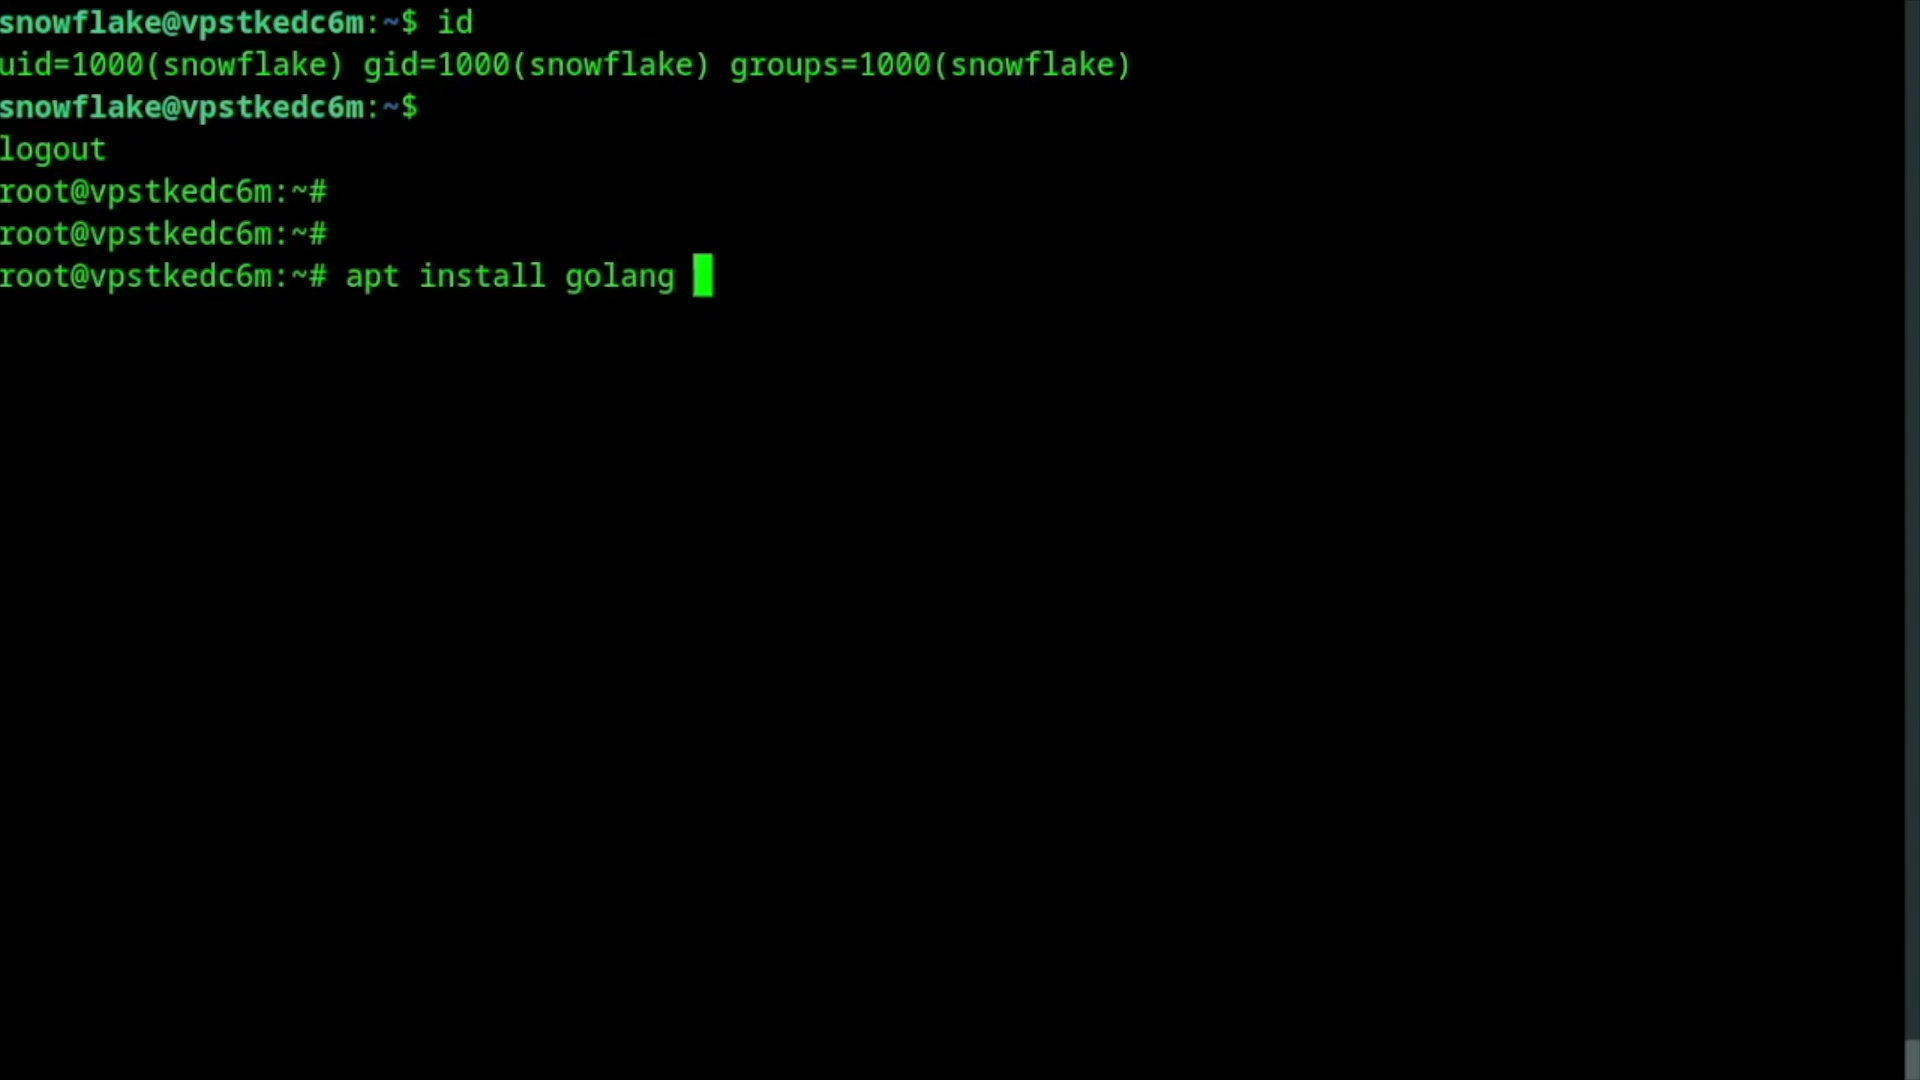 snowflake@vpstkedc6m:~$ id
uid=1000(snowflake) gid=1000(snowflake) groups=1000(snowflake)
snowflake@vpstkedc6m:~$
logout
root@vpstkedc6m:~#
root@vpstkedc6m:~#
root@vpstkedc6m:~# apt install golang